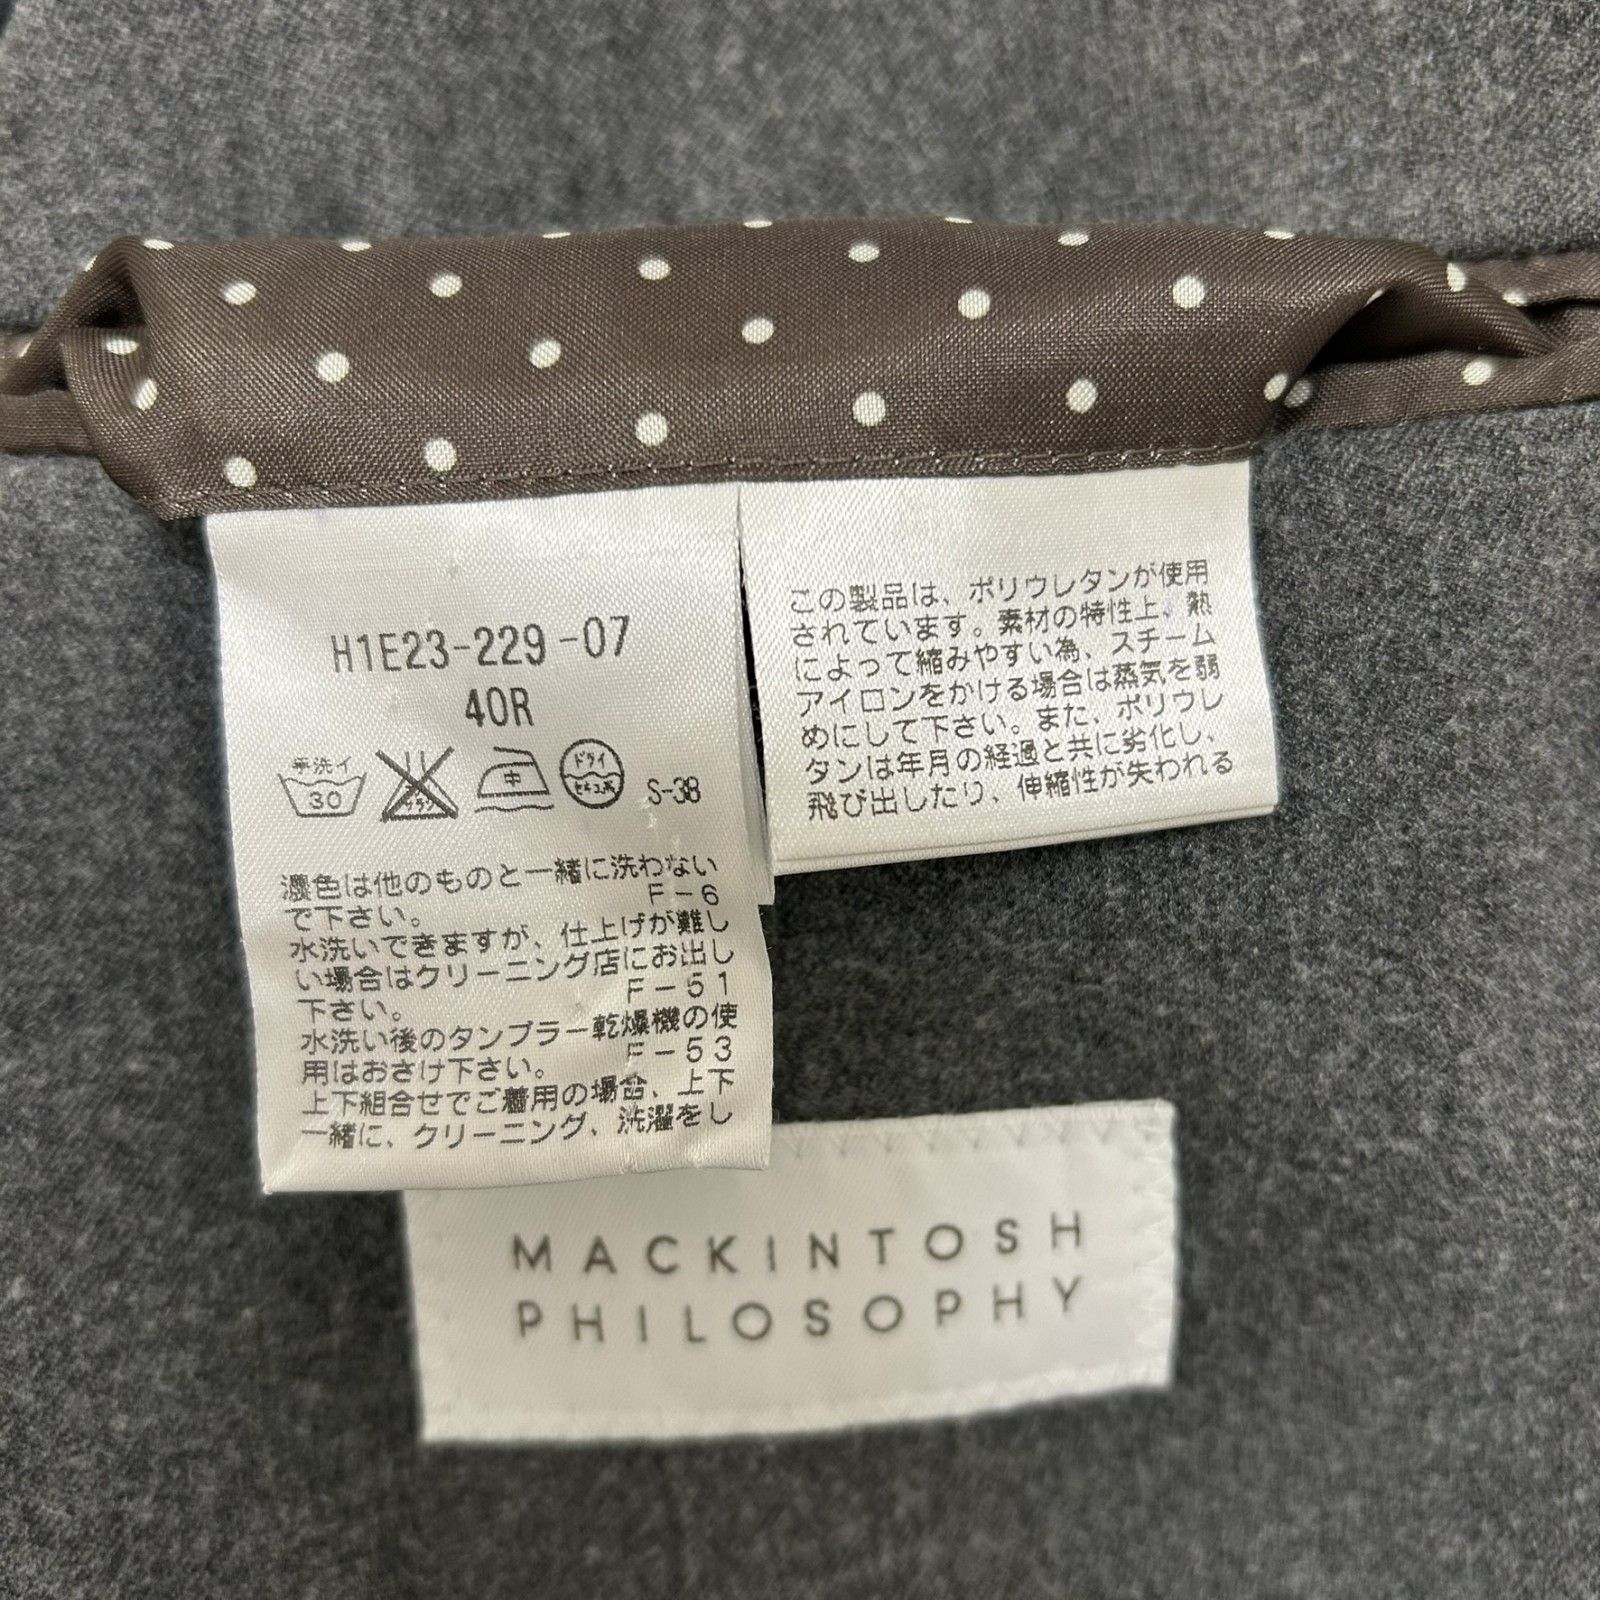 H1E23-229-07
40R
手洗イ
30
中
ドライ
セキユ系
S-38
濃色は他のものと一緒に洗わない
で下さい。 F-6
水洗いできますが、仕上げが難し
い場合はクリーニング店にお出し
下さい。 F-51
水洗い後のタンブラー乾燥機の使
用はおさけ下さい。 F-53
上下組合せでご着用の場合、上下
一緒に、クリーニング、洗濯をし
この製品は、ポリウレタンが使用
されています。素材の特性上、熱
によって縮みやすい為、スチーム
アイロンをかける場合は蒸気を弱
めにして下さい。また、ポリウレ
タンは年月の経過と共に劣化し、
飛び出したり、伸縮性が失われる
MACKINTOSH
PHILOSOPHY